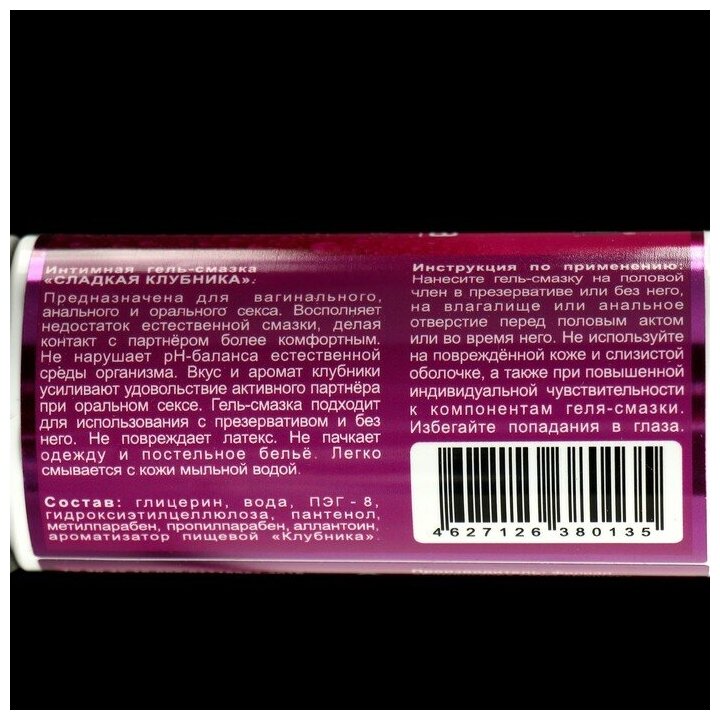 Интимная гель-смазка
«СЛАДКАЯ КЛУБНИКА».
Предназначена для вагинального,
анального и орального секса. Восполняет
недостаток естественной смазки, делая
контакт с партнёром более комфортным.
Не нарушает pH-баланса естественной
среды организма. Вкус и аромат клубники
усиливают удовольствие активного партнёра
при оральном сексе. Гель-смазка подходит
для использования с презервативом и без
него. Не повреждает латекс. Не пачкает
одежду и постельное бельё. Легко
смывается с кожи мыльной водой.
Состав: глицерин, вода, ПЭГ - 8,
гидроксиэтилцеллюлоза, пантенол,
метилпарабен, пропилпарабен, аллантоин,
ароматизатор пищевой «Клубника».
Инструкция по применению:
Нанесите гель-смазку на половой
член в презервативе или без него,
на влагалище или анальное
отверстие перед половым актом
или во время него. Не используйте
на повреждённой коже и слизистой
оболочке, а также при повышенной
индивидуальной чувствительности
к компонентам геля-смазки.
Избегайте попадания в глаза.
4 627126 380135